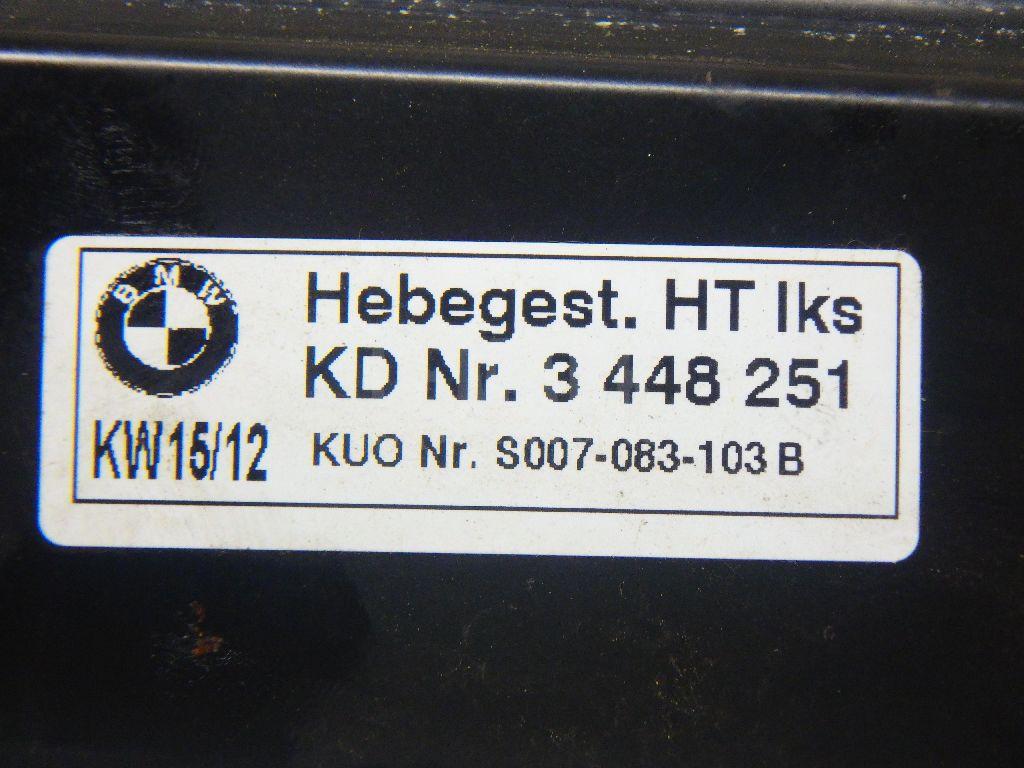 BMW
Hebegest. HT lks
KD Nr. 3 448 251
KW15/12
KUO Nr. S007-083-103 B